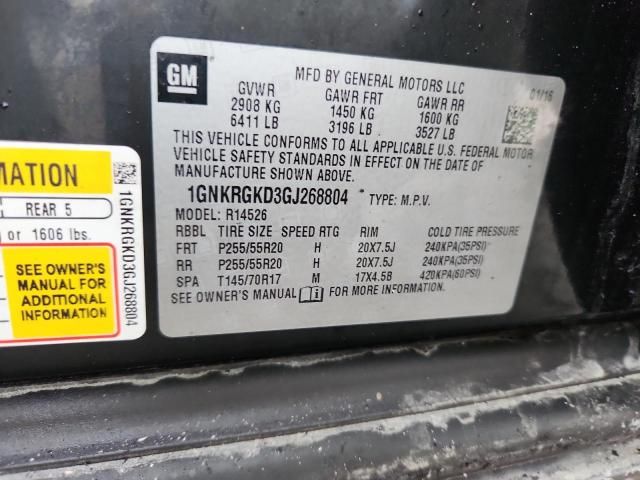 GM
MFD BY GENERAL MOTORS LLC
01/16
GVWR GAWR FRT GAWR RR
2908 KG 1450 KG 1600 KG
6411 LB 3196 LB 3527 LB
THIS VEHICLE CONFORMS TO ALL APPLICABLE U.S. FEDERAL MOTOR
VEHICLE SAFETY STANDARDS IN EFFECT ON THE DATE OF
MANUFACTURE SHOWN ABOVE.
1GNKRGKD3GJ268804 TYPE: M.P.V.
MODEL: R14526
RBBL TIRE SIZE SPEED RTG RIM COLD TIRE PRESSURE
FRT P255/55R20 H 20X7.5J 240KPA(35PSI)
RR P255/55R20 H 20X7.5J 240KPA(35PSI)
SPA T145/70R17 M 17X4.5B 420KPA(60PSI)
SEE OWNER'S MANUAL FOR MORE INFORMATION.
MATION
REAR 5
or 1606 lbs.
SEE OWNER'S
MANUAL FOR
ADDITIONAL
INFORMATION
1GNKRGKD3GJ268804